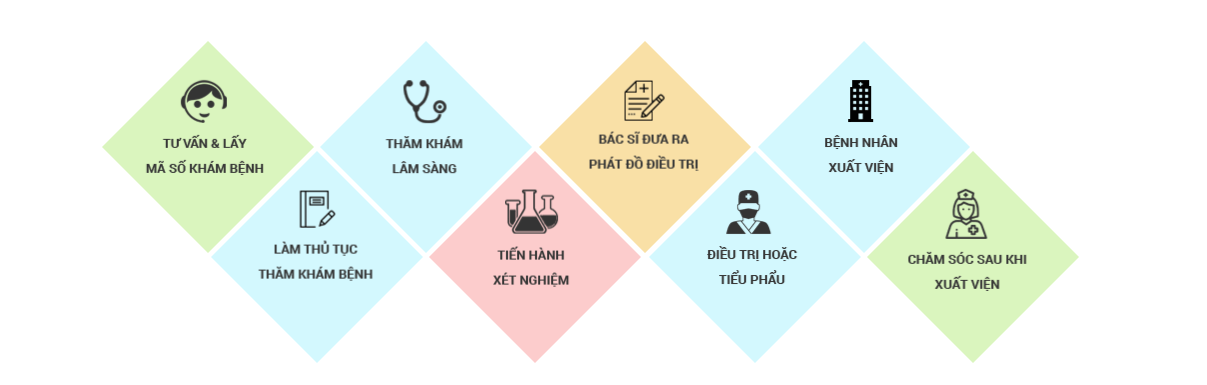 TƯ VẤN & LẤY
MÃ SỐ KHÁM BỆNH
LÀM THỦ TỤC
THĂM KHÁM BỆNH
THĂM KHÁM
LÂM SÀNG
TIẾN HÀNH
XÉT NGHIỆM
BÁC SĨ ĐƯA RA
PHÁT ĐỒ ĐIỀU TRỊ
ĐIỀU TRỊ HOẶC
TIỂU PHẨU
BỆNH NHÂN
XUẤT VIỆN
CHĂM SÓC SAU KHI
XUẤT VIỆN